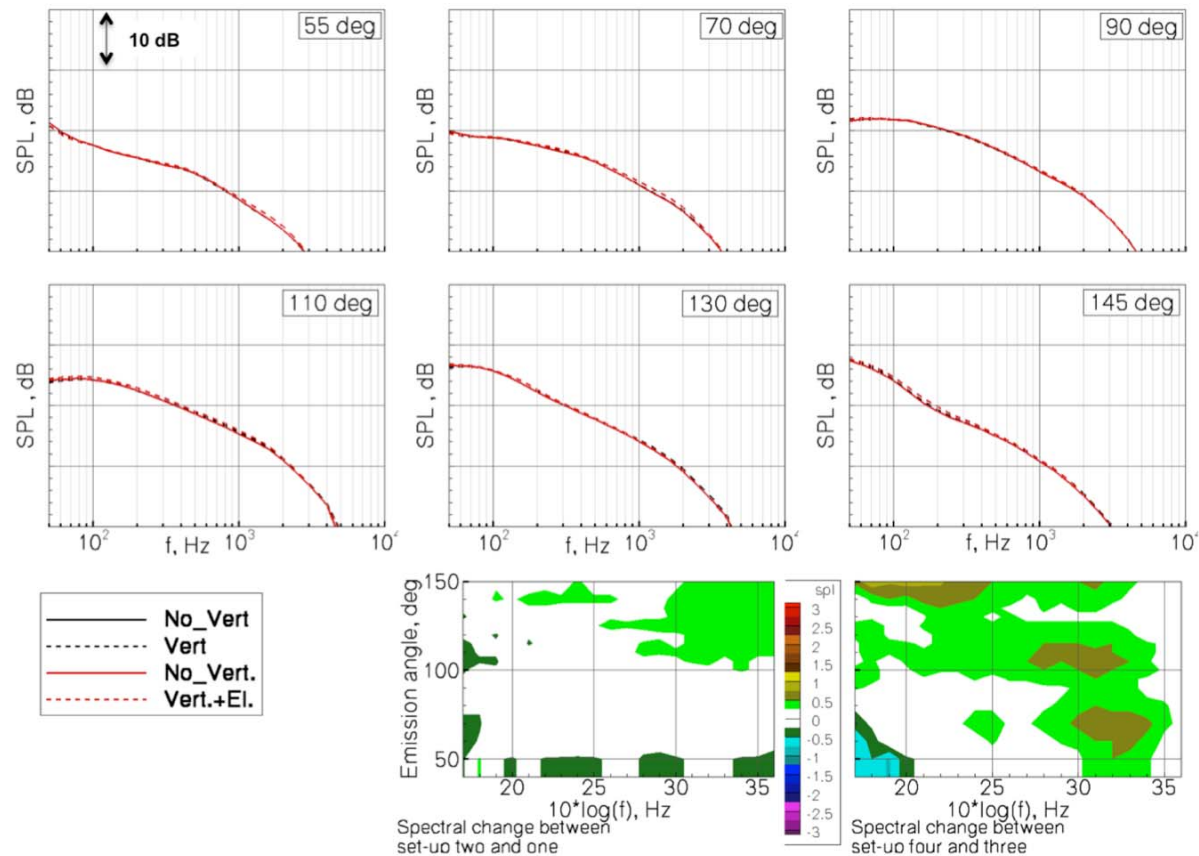 55 deg
70 deg
90 deg
10 dB
SPL, dB
SPL, dB
SPL, dB
110 deg
130 deg
145 deg
SPL, dB
SPL, dB
SPL, dB
10² f, Hz 10³
10² f, Hz 10³
10² f, Hz 10³
No_Vert
Vert
No_Vert.
Vert.+El.
Emission angle, deg
150
100
50
20 25 30 35
10*log(f), Hz
Spectral change between
set-up two and one
spl
3
2.5
2
1.5
1
0.5
0
-0.5
-1
-1.5
-2
-2.5
-3
20 25 30 35
10*log(f), Hz
Spectral change between
set-up four and three